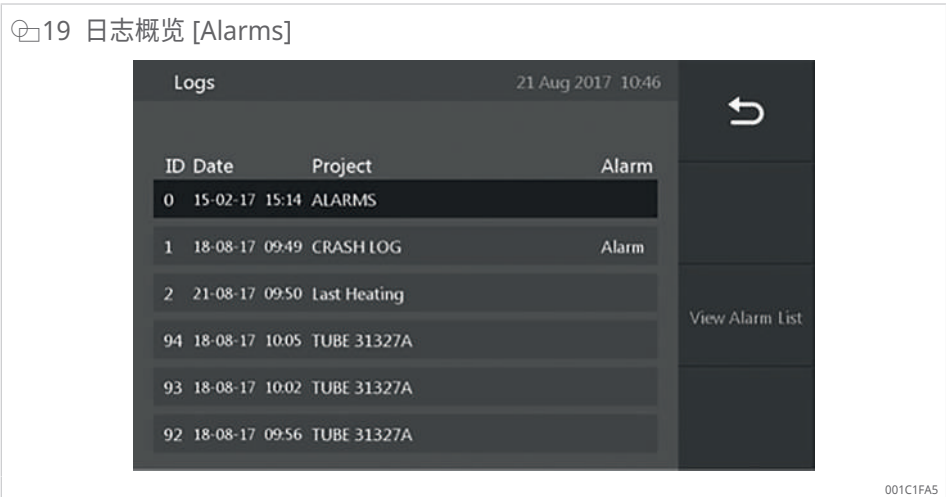 19 日志概览 [Alarms]
Logs 21 Aug 2017 10:46
ID Date Project Alarm
0 15-02-17 15:14 ALARMS
1 18-08-17 09:49 CRASH LOG Alarm
2 21-08-17 09:50 Last Heating
View Alarm List
94 18-08-17 10:05 TUBE 31327A
93 18-08-17 10:02 TUBE 31327A
92 18-08-17 09:56 TUBE 31327A
001C1FA5